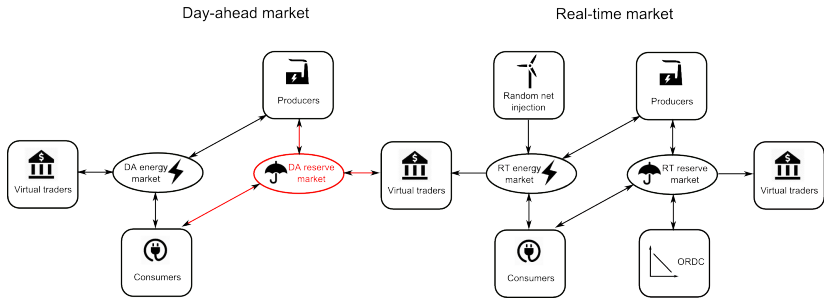 Day-ahead market
Real-time market
Producers
Random net
injection
Producers
$
Virtual traders
DA energy
market
DA reserve
market
$
Virtual traders
RT energy
market
RT reserve
market
$
Virtual traders
Consumers
Consumers
ORDC